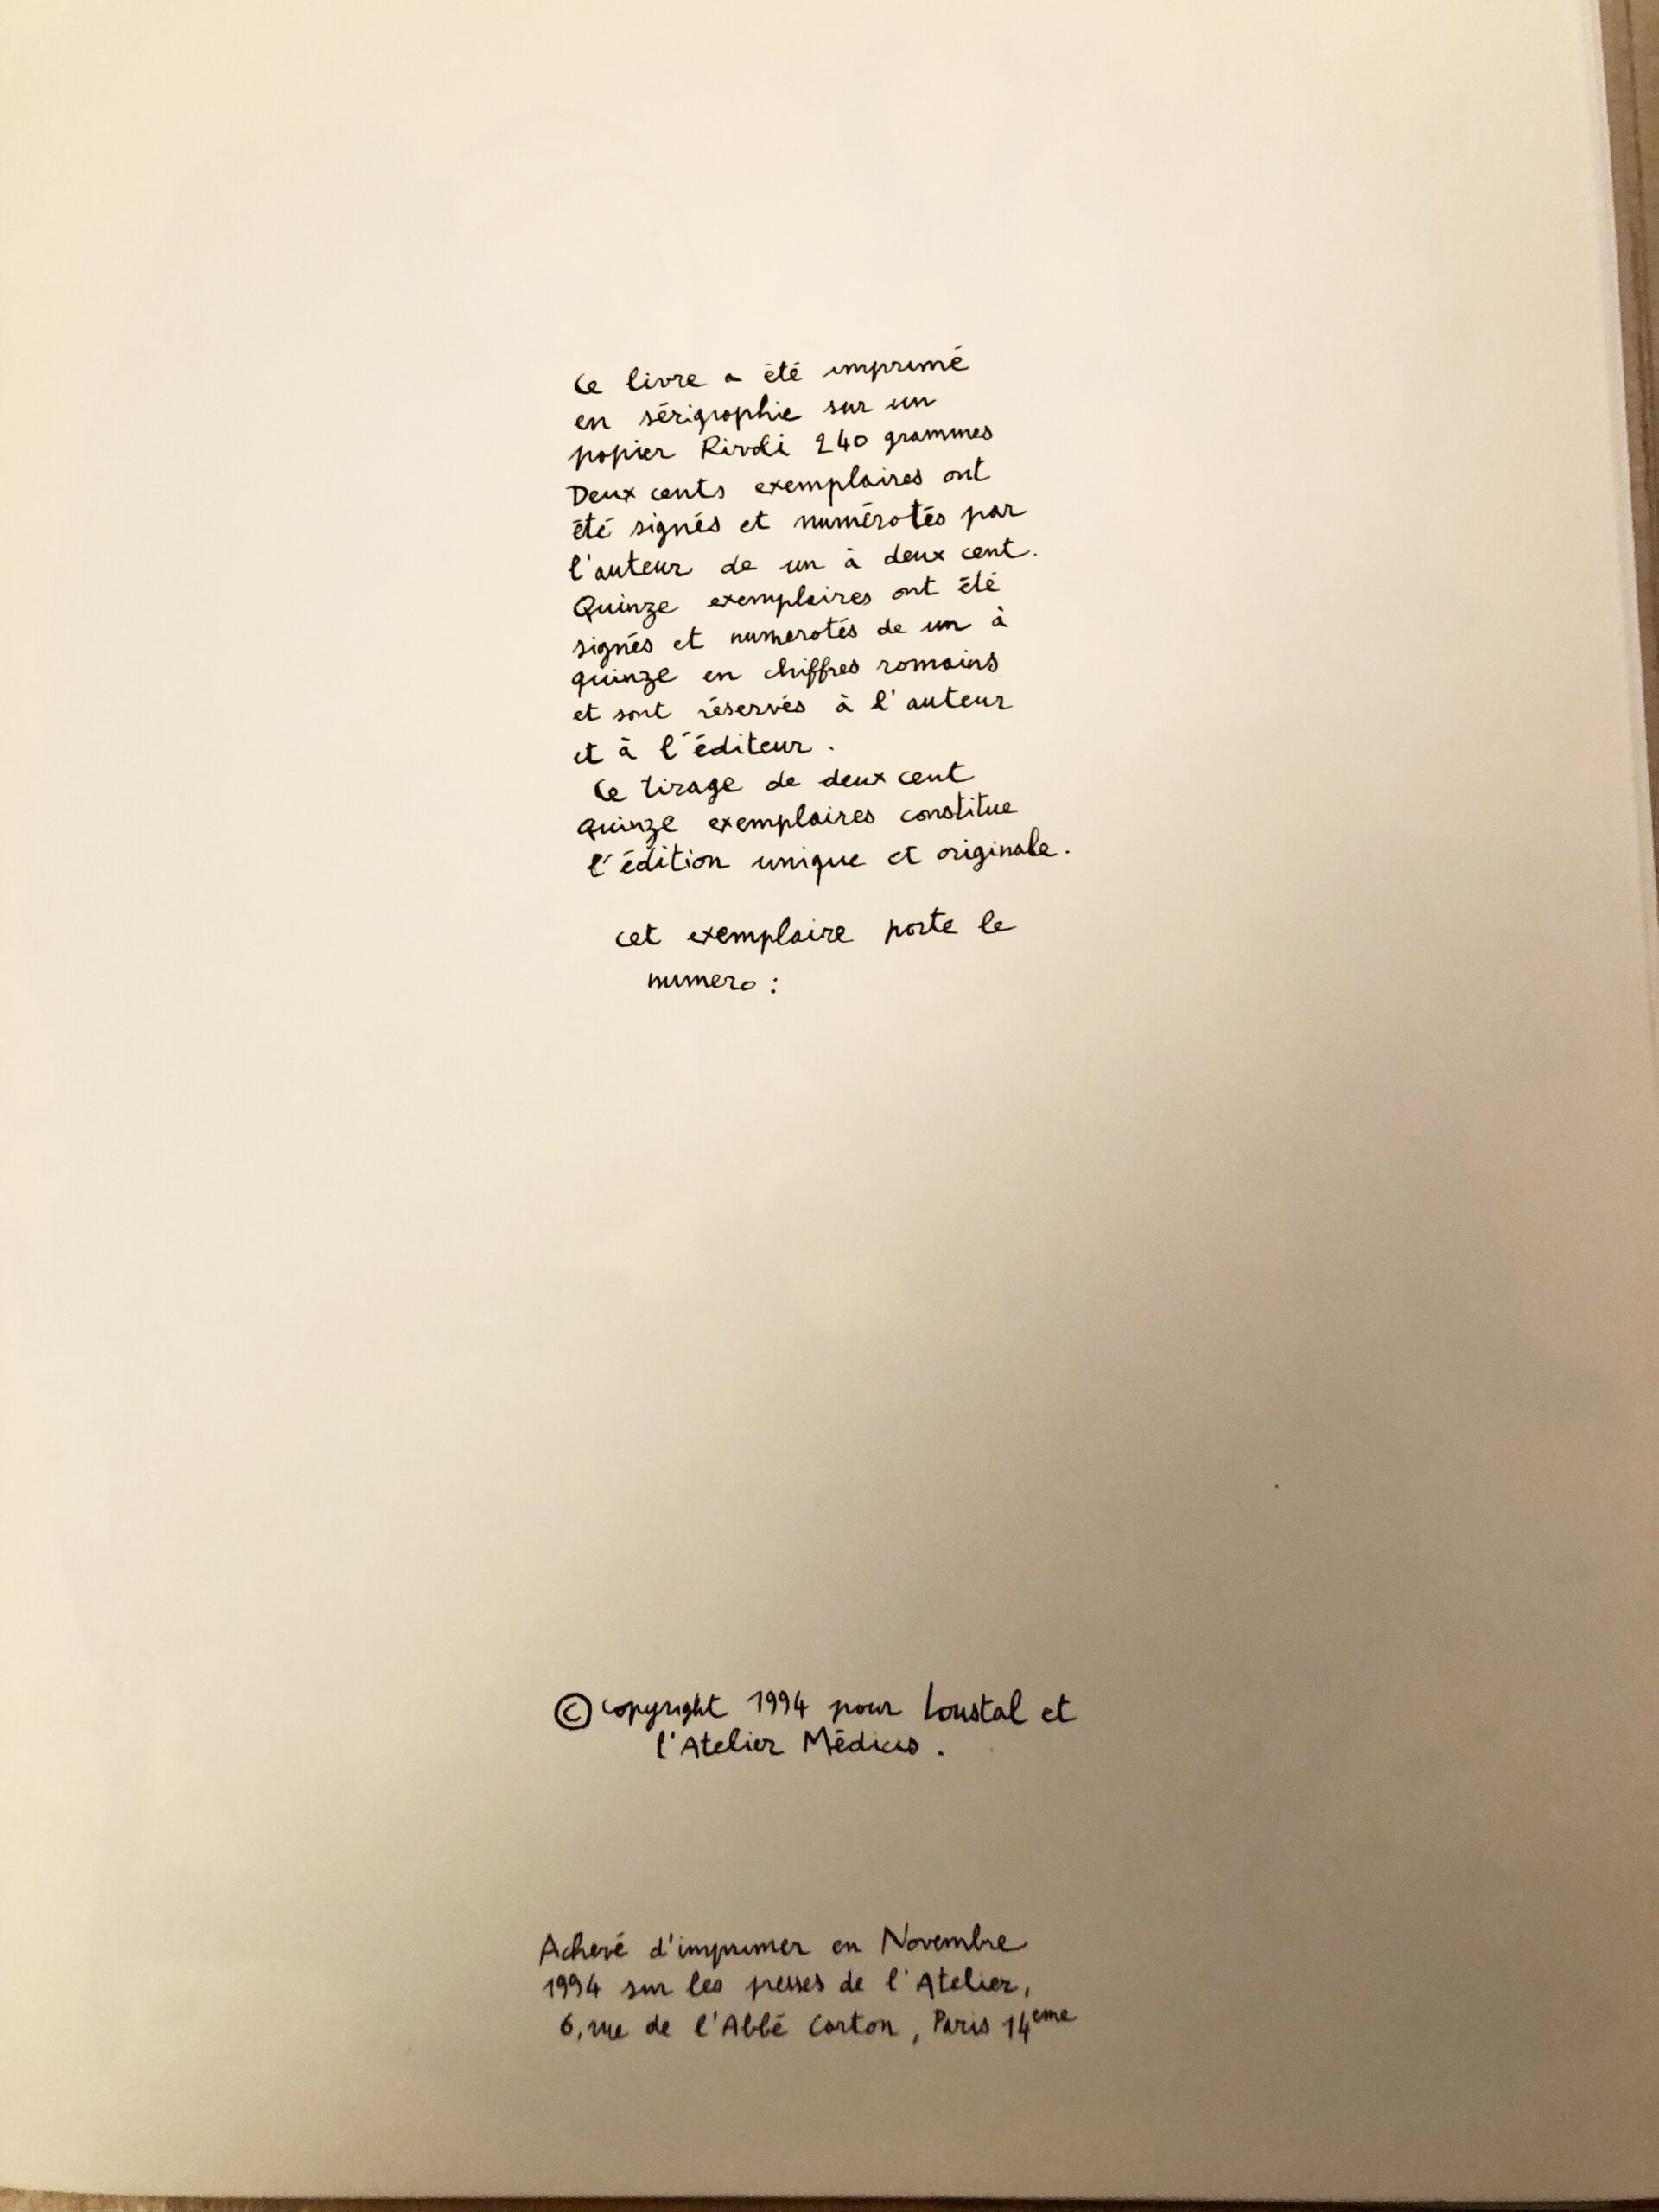 Ce livre a été imprimé
en sérigraphie sur un
papier Rivoli 240 grammes
Deux cents exemplaires ont
été signés et numérotés par
l'auteur de un à deux cent.
Quinze exemplaires ont été
signés et numerotés de un à
quinze en chiffres romains
et sont réservés à l'auteur
et à l'éditeur.
Ce tirage de deux cent
quinze exemplaires constitue
l'édition unique et originale.
cet exemplaire porte le
numero :
© copyright 1994 pour Loustal et
l'Atelier Médicis.
Achevé d'imprimer en Novembre
1994 sur les presses de l'Atelier,
6, rue de l'Abbé Carton, Paris 14eme